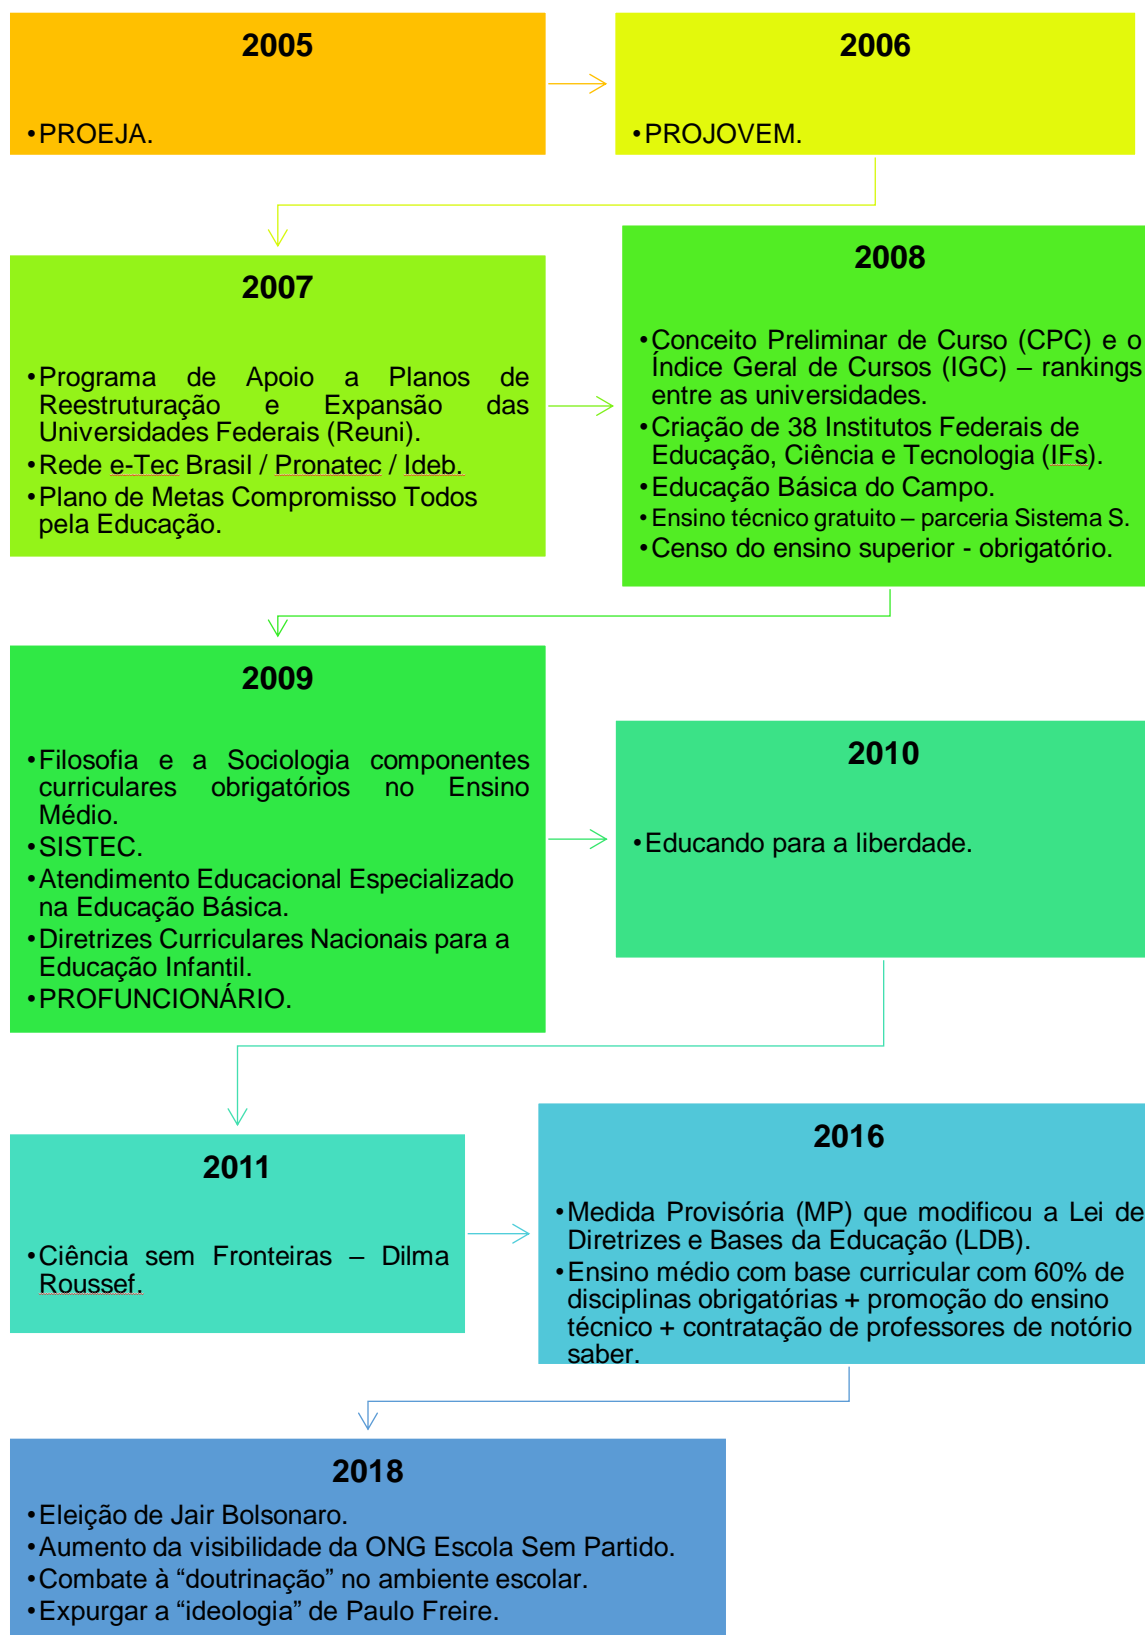 2005
•PROEJA.
2006
•PROJOVEM.
2007
•Programa de Apoio a Planos de
Reestruturação e Expansão das
Universidades Federais (Reuni).
•Rede e-Tec Brasil / Pronatec / Ideb.
•Plano de Metas Compromisso Todos
pela Educação.
2008
•Conceito Preliminar de Curso (CPC) e o
Índice Geral de Cursos (IGC) – rankings
entre as universidades.
•Criação de 38 Institutos Federais de
Educação, Ciência e Tecnologia (IFs).
•Educação Básica do Campo.
•Ensino técnico gratuito – parceria Sistema S.
•Censo do ensino superior - obrigatório.
2009
•Filosofia e a Sociologia componentes
curriculares obrigatórios no Ensino
Médio.
•SISTEC.
•Atendimento Educacional Especializado
na Educação Básica.
•Diretrizes Curriculares Nacionais para a
Educação Infantil.
•PROFUNCIONÁRIO.
2010
•Educando para a liberdade.
2011
•Ciência sem Fronteiras – Dilma
Roussef.
2016
•Medida Provisória (MP) que modificou a Lei de
Diretrizes e Bases da Educação (LDB).
•Ensino médio com base curricular com 60% de
disciplinas obrigatórias + promoção do ensino
técnico + contratação de professores de notório
saber.
2018
•Eleição de Jair Bolsonaro.
•Aumento da visibilidade da ONG Escola Sem Partido.
•Combate à “doutrinação” no ambiente escolar.
•Expurgar a “ideologia” de Paulo Freire.